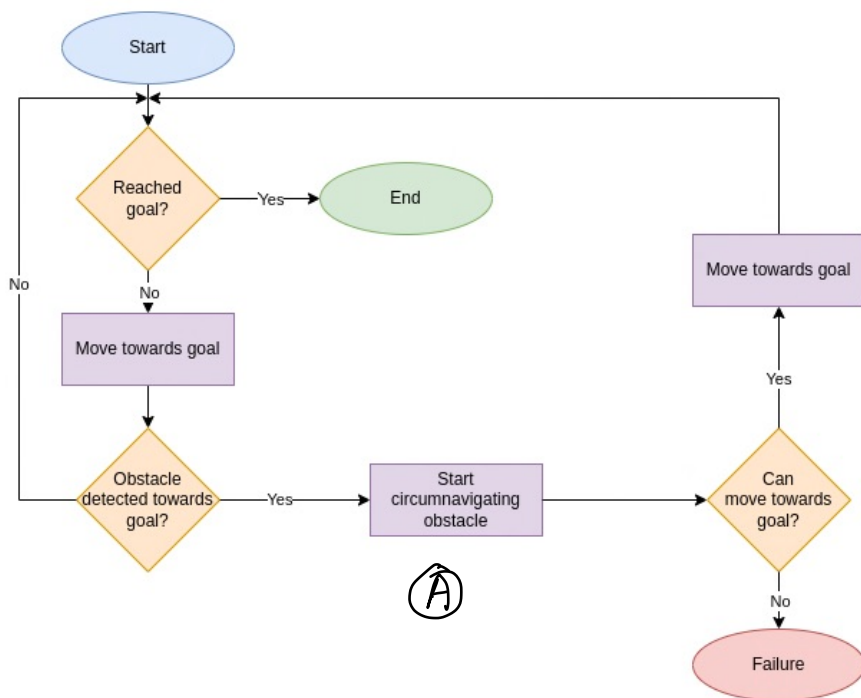 Start
Reached
goal?
Yes
End
No
No
Move towards goal
Move towards goal
Yes
Obstacle
detected towards
goal?
Yes
Start
circumnavigating
obstacle
Can
move towards
goal?
A
No
Failure